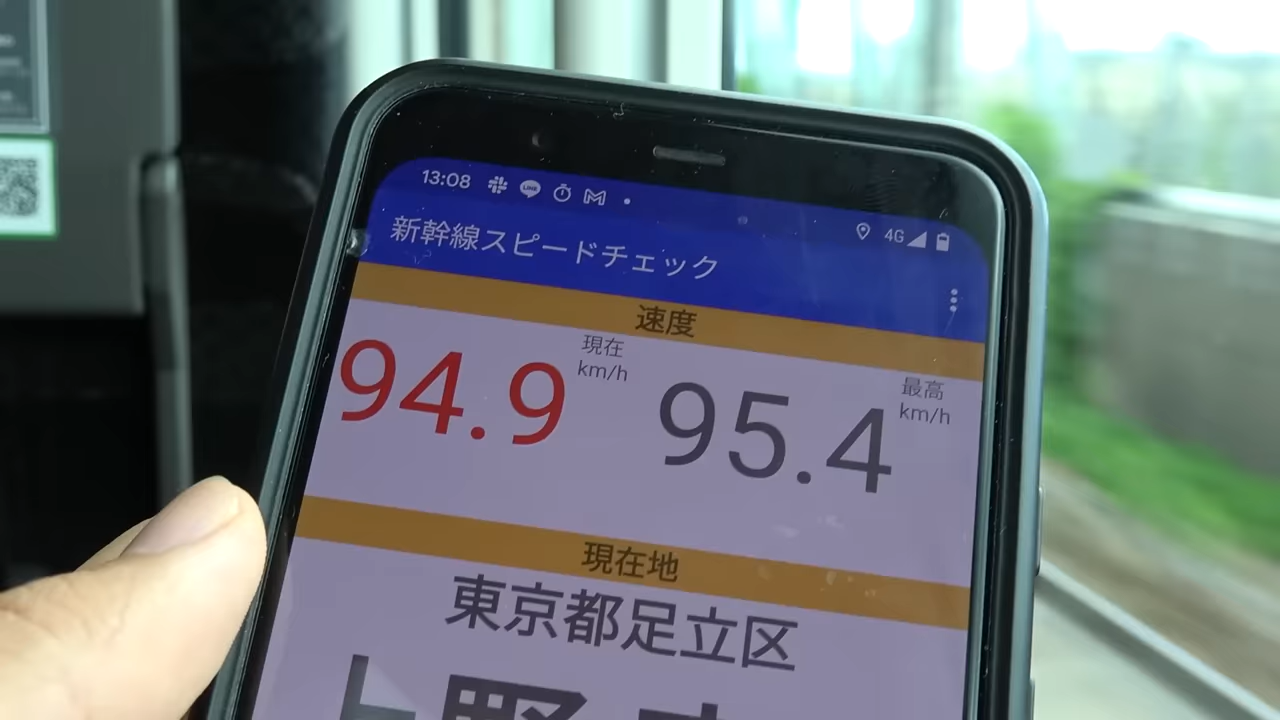 13:08 LINE 4G
新幹線スピードチェック
速度
94.9 現在 km/h 95.4 最高 km/h
現在地
東京都足立区